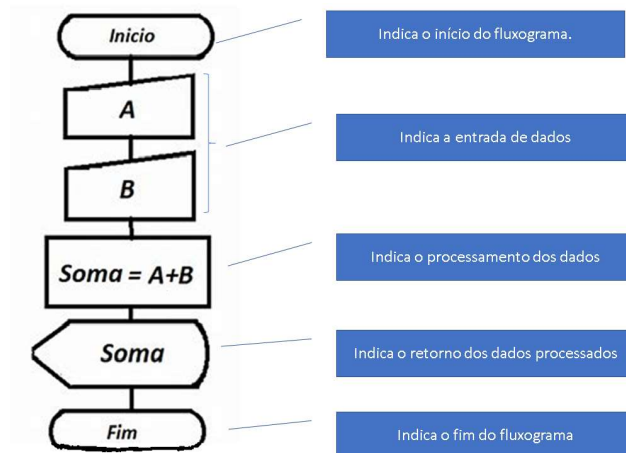 Inicio
Indica o início do fluxograma.
A
Indica a entrada de dados
B
Soma = A+B
Indica o processamento dos dados
Soma
Indica o retorno dos dados processados
Fim
Indica o fim do fluxograma